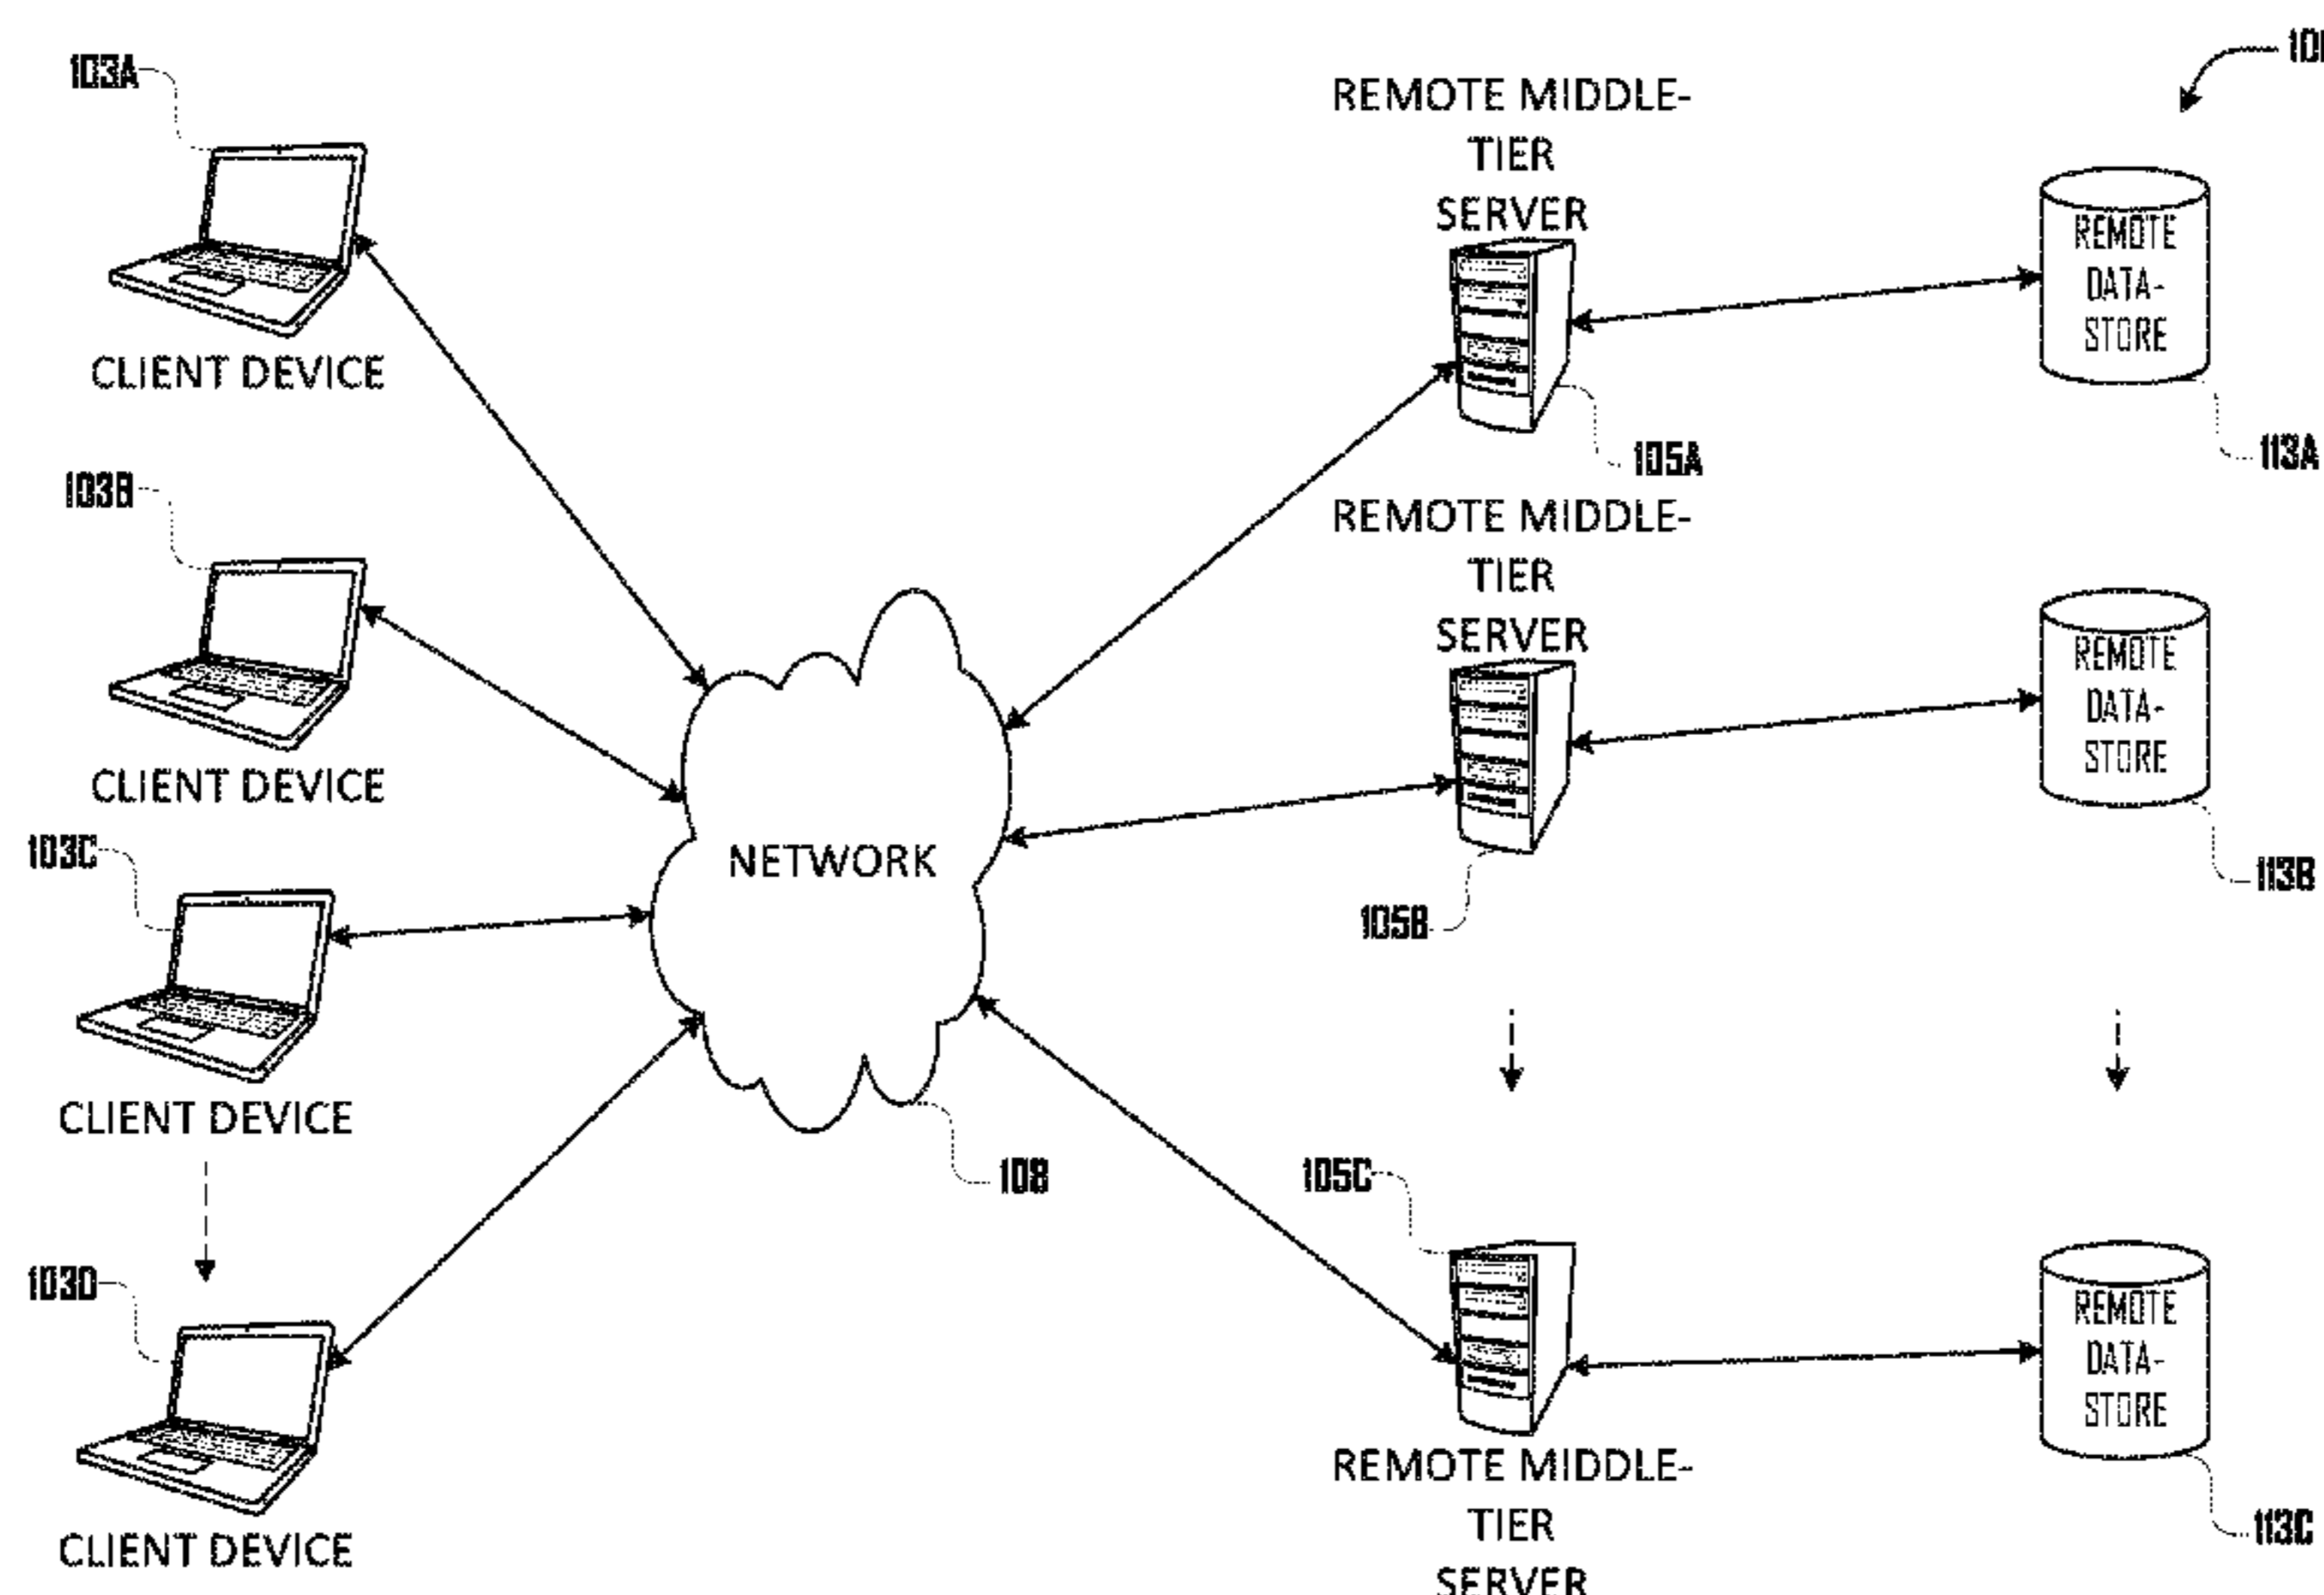 103A
CLIENT DEVICE
103B
CLIENT DEVICE
103C
CLIENT DEVICE
103D
CLIENT DEVICE
NETWORK
108
REMOTE MIDDLE-
TIER
SERVER
105A
REMOTE MIDDLE-
TIER
SERVER
105B
105C
REMOTE MIDDLE-
TIER
SERVER
REMOTE
DATA-
STORE
113A
REMOTE
DATA-
STORE
113B
REMOTE
DATA-
STORE
113C